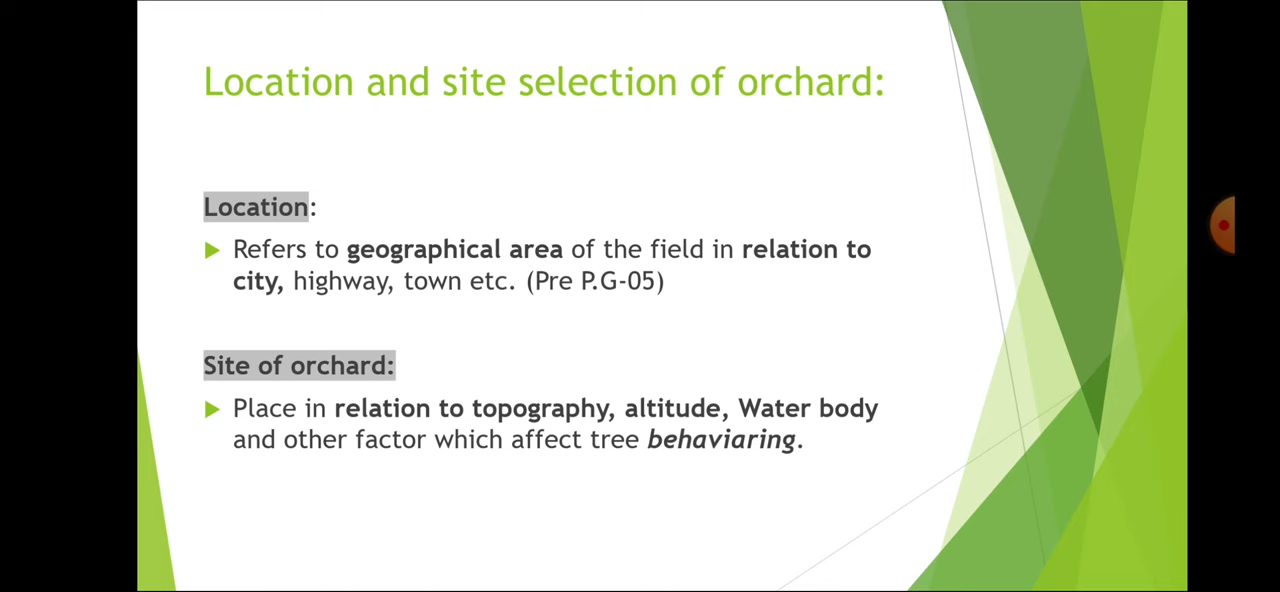 Location and site selection of orchard:
Location:
Refers to geographical area of the field in relation to
city, highway, town etc. (Pre P.G-05)
Site of orchard:
Place in relation to topography, altitude, Water body
and other factor which affect tree behaviaring.